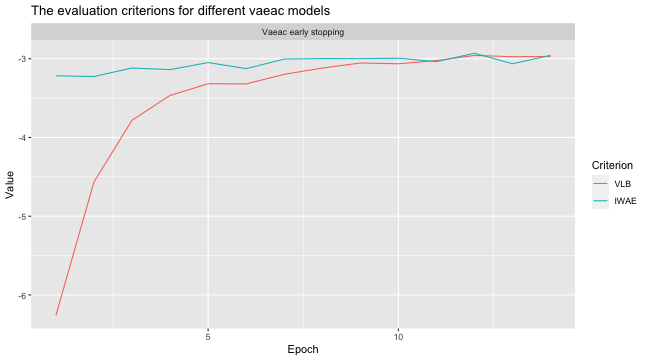 The evaluation criterions for different vaeac models
Vaeac early stopping
-3
-4
-5
-6
Value
5
10
Epoch
Criterion
VLB
IWAE